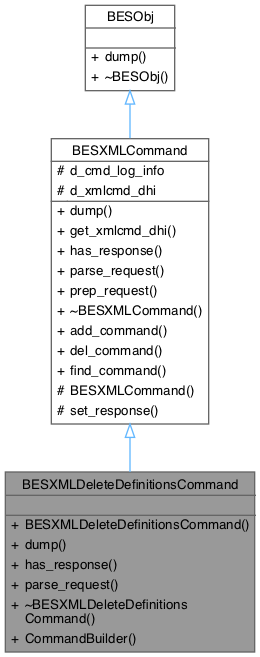 BESObj
+ dump()
+ ~BESObj()
BESXMLCommand
# d_cmd_log_info
# d_xmlcmd_dhi
+ dump()
+ get_xmlcmd_dhi()
+ has_response()
+ parse_request()
+ prep_request()
+ ~BESXMLCommand()
+ add_command()
+ del_command()
+ find_command()
# BESXMLCommand()
# set_response()
BESXMLDeleteDefinitionsCommand
+ BESXMLDeleteDefinitionsCommand()
+ dump()
+ has_response()
+ parse_request()
+ ~BESXMLDeleteDefinitions
Command()
+ CommandBuilder()